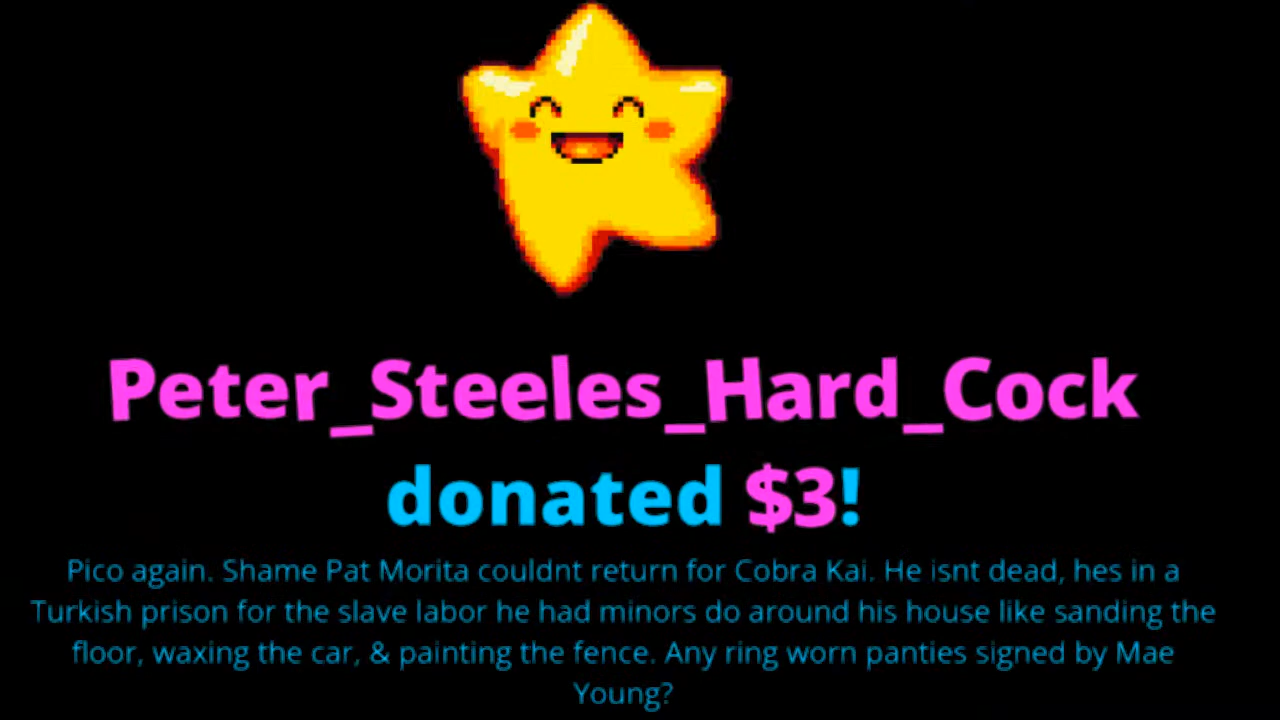 Peter_Steeles_Hard_Cock
donated $3!
Pico again. Shame Pat Morita couldnt return for Cobra Kai. He isnt dead, hes in a
Turkish prison for the slave labor he had minors do around his house like sanding the
floor, waxing the car, & painting the fence. Any ring worn panties signed by Mae
Young?